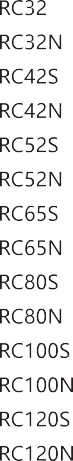 RC32
RC32N
RC42S
RC42N
RC52S
RC52N
RC65S
RC65N
RC80S
RC80N
RC100S
RC100N
RC120S
RC120N